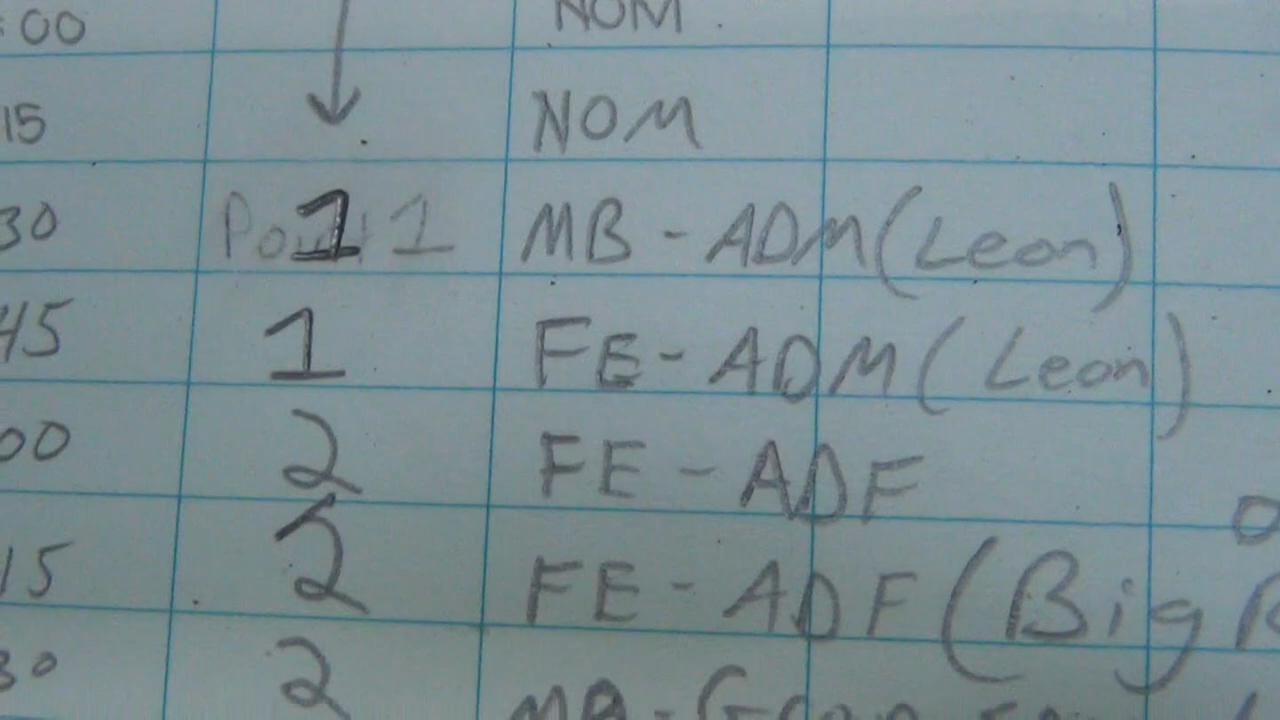 :00 NOM
15 NOM
30 1 1 MB - ADM (Leon)
45 1 FE - ADM (Leon)
00 2 FE - ADF
15 2 FE - ADF (Big
30 2